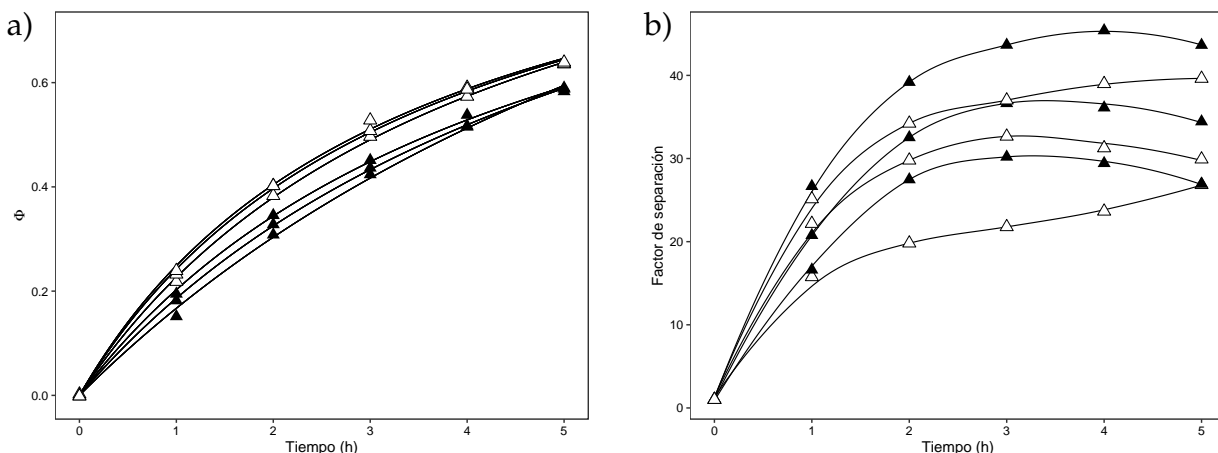 a)
Φ
0.6
0.4
0.2
0.0
0 1 2 3 4 5
Tiempo (h)
b)
Factor de separación
40
30
20
10
0
0 1 2 3 4 5
Tiempo (h)